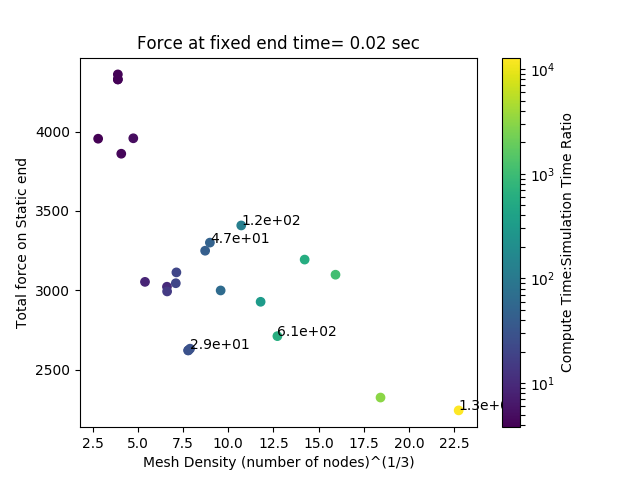 Force at fixed end time= 0.02 sec
Total force on Static end
4000
3500
3000
2500
1.2e+02
4.7e+01
6.1e+02
2.9e+01
1.3e+0
2.5
5.0
7.5
10.0
12.5
15.0
17.5
20.0
22.5
Mesh Density (number of nodes)^(1/3)
10^4
10^3
10^2
10^1
Compute Time:Simulation Time Ratio